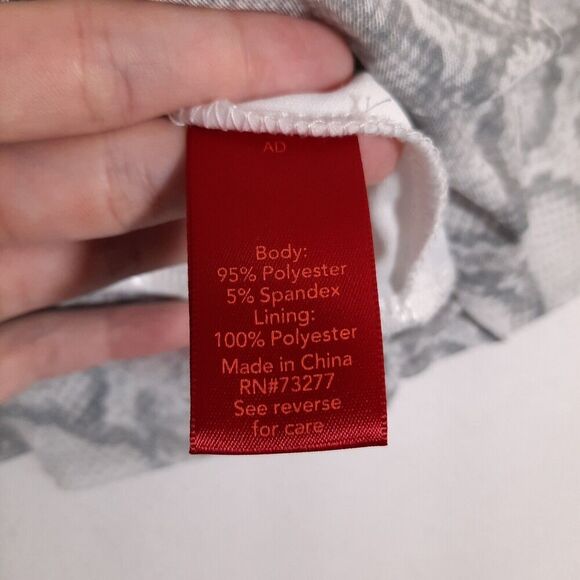 AD
Body:
95% Polyester
5% Spandex
Lining:
100% Polyester
Made in China
RN#73277
See reverse
for care